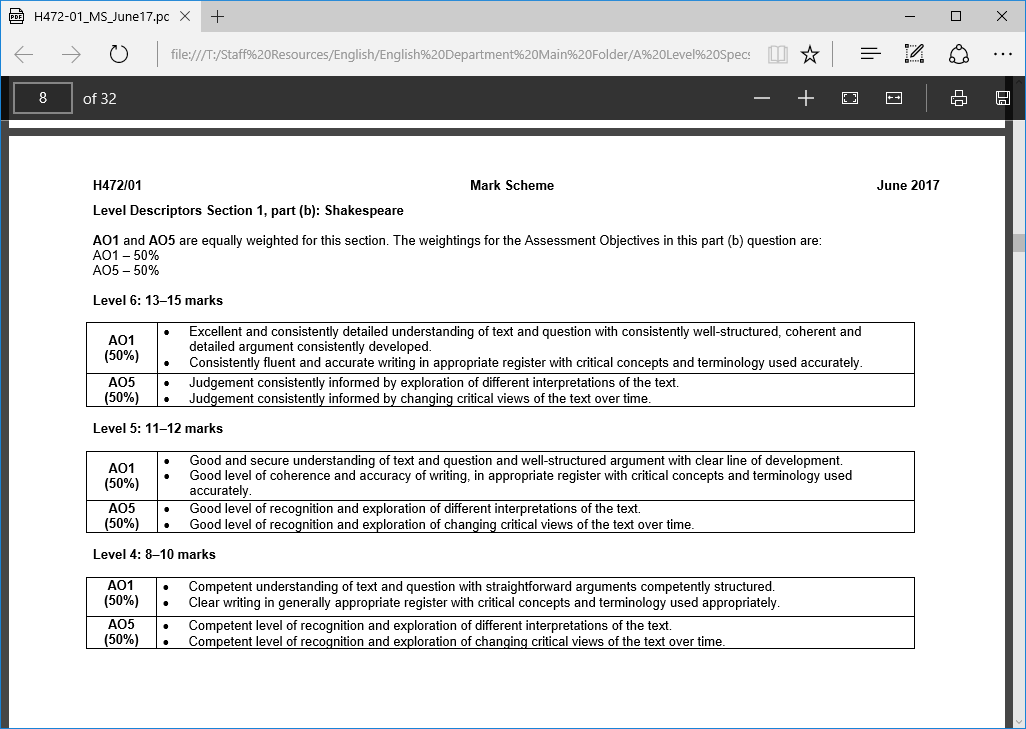 H472-01_MS_June17.pc
file:///T:/Staff%20Resources/English/English%20Department%20Main%20Folder/A%20Level%20Specs
8 of 32
H472/01 Mark Scheme June 2017
Level Descriptors Section 1, part (b): Shakespeare
AO1 and AO5 are equally weighted for this section. The weightings for the Assessment Objectives in this part (b) question are:
AO1 – 50%
AO5 – 50%
Level 6: 13–15 marks
AO1
(50%)
• Excellent and consistently detailed understanding of text and question with consistently well-structured, coherent and
detailed argument consistently developed.
• Consistently fluent and accurate writing in appropriate register with critical concepts and terminology used accurately.
AO5
(50%)
• Judgement consistently informed by exploration of different interpretations of the text.
• Judgement consistently informed by changing critical views of the text over time.
Level 5: 11–12 marks
AO1
(50%)
• Good and secure understanding of text and question and well-structured argument with clear line of development.
• Good level of coherence and accuracy of writing, in appropriate register with critical concepts and terminology used
accurately.
AO5
(50%)
• Good level of recognition and exploration of different interpretations of the text.
• Good level of recognition and exploration of changing critical views of the text over time.
Level 4: 8–10 marks
AO1
(50%)
• Competent understanding of text and question with straightforward arguments competently structured.
• Clear writing in generally appropriate register with critical concepts and terminology used appropriately.
AO5
(50%)
• Competent level of recognition and exploration of different interpretations of the text.
• Competent level of recognition and exploration of changing critical views of the text over time.